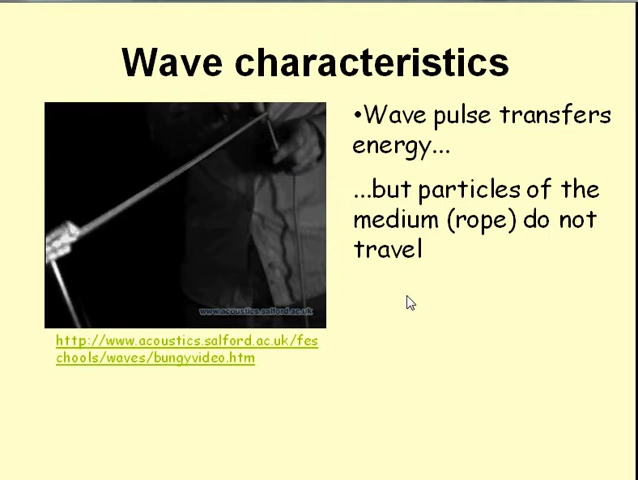 Wave characteristics
•Wave pulse transfers
energy...
...but particles of the
medium (rope) do not
travel
www.acoustics.salford.ac.uk
http://www.acoustics.salford.ac.uk/fes
chools/waves/bungyvideo.htm